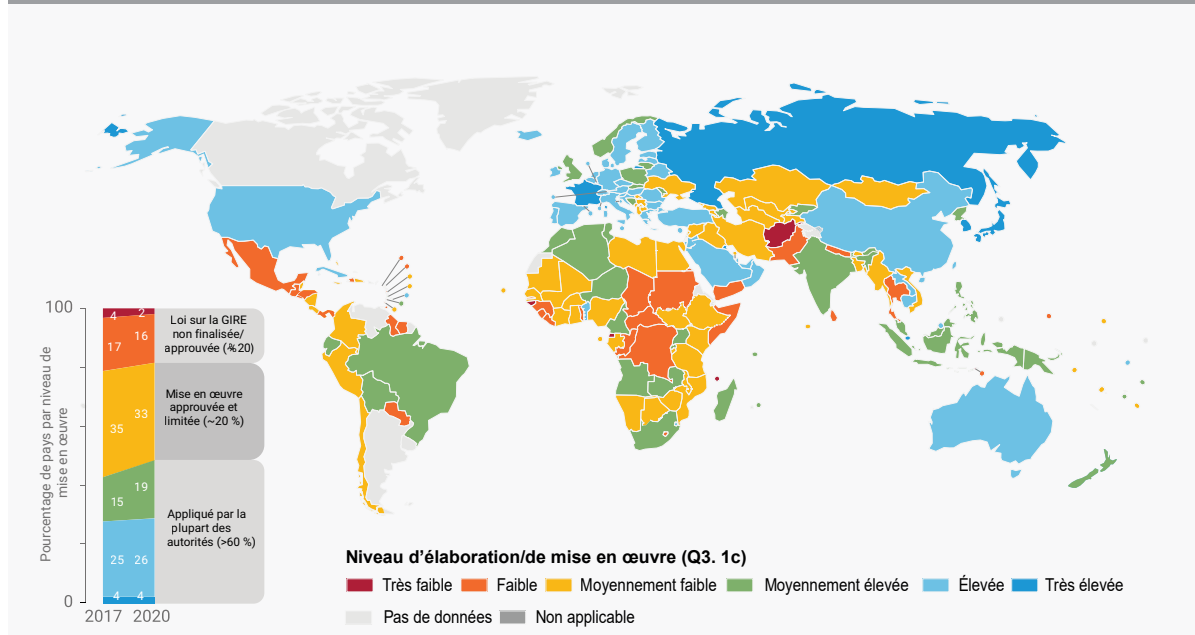 100
0
Pourcentage de pays par niveau de
mise en œuvre
4 2
17 16
35 33
15 19
25 26
4 4
2017 2020
Loi sur la GIRE
non finalisée/
approuvée (~%20)
Mise en œuvre
approuvée et
limitée (~20 %)
Appliqué par la
plupart des
autorités (>60 %)
Niveau d’élaboration/de mise en œuvre (Q3. 1c)
Très faible Faible Moyennement faible Moyennement élevée Élevée Très élevée
Pas de données Non applicable